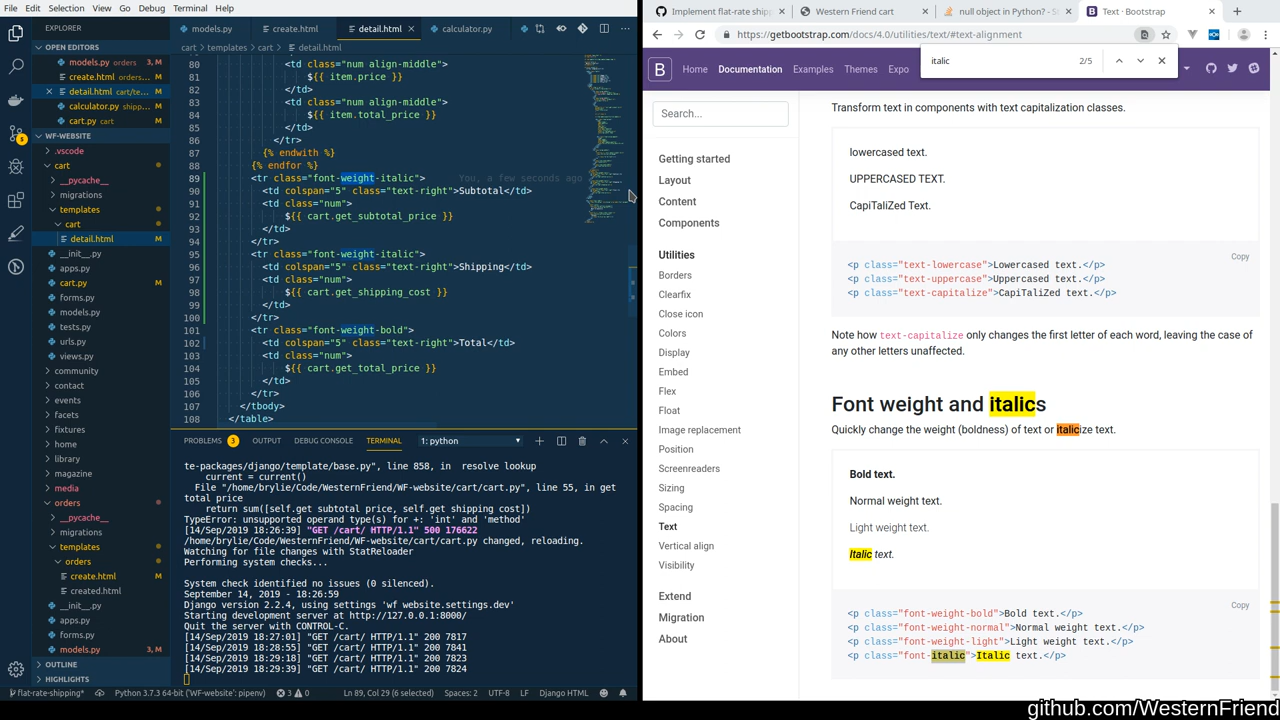 File Edit Selection View Go Debug Terminal Help
EXPLORER
OPEN EDITORS
models.py orders 2, M
create.html orders... M
detail.html cart/te... M
calculator.py shipp... M
cart.py cart M
WF-WEBSITE
.vscode
cart
__pycache__
migrations
templates
cart
detail.html M
__init__.py
apps.py
cart.py M
forms.py
models.py
tests.py
urls.py
views.py
community
contact
events
facets
fixtures
home
library
magazine
media
orders
__pycache__
migrations
templates
orders
create.html M
created.html
__init__.py
apps.py
forms.py
models.py 3, M
OUTLINE
HIGHLIGHTS
models.py create.html detail.html calculator.py
cart templates cart detail.html
80 <td class="num align-middle">
81 ${{ item.price }}
82 </td>
83 <td class="num align-middle">
84 ${{ item.total_price }}
85 </td>
86 </tr>
87 {% endwith %}
88 {% endfor %}
89 <tr class="font-weight-italic"> You, a few seconds ago
90 <td colspan="5" class="text-right">Subtotal</td>
91 <td class="num">
92 ${{ cart.get_subtotal_price }}
93 </td>
94 </tr>
95 <tr class="font-weight-italic">
96 <td colspan="5" class="text-right">Shipping</td>
97 <td class="num">
98 ${{ cart.get_shipping_cost }}
99 </td>
100 </tr>
101 <tr class="font-weight-bold">
102 <td colspan="5" class="text-right">Total</td>
103 <td class="num">
104 ${{ cart.get_total_price }}
105 </td>
106 </tr>
107 </tbody>
108 </table>
PROBLEMS 3 OUTPUT DEBUG CONSOLE TERMINAL 1: python
te-packages/django/template/base.py", line 858, in _resolve_lookup
current = current()
File "/home/brylie/Code/WesternFriend/WF-website/cart/cart.py", line 55, in get_
total_price
return sum([self.get_subtotal_price, self.get_shipping_cost])
TypeError: unsupported operand type(s) for +: 'int' and 'method'
[14/Sep/2019 18:26:39] "GET /cart/ HTTP/1.1" 500 176622
/home/brylie/Code/WesternFriend/WF-website/cart/cart.py changed, reloading.
Watching for file changes with StatReloader
Performing system checks...
System check identified no issues (0 silenced).
September 14, 2019 - 18:26:59
Django version 2.2.4, using settings 'wf_website.settings.dev'
Starting development server at http://127.0.0.1:8000/
Quit the server with CONTROL-C.
[14/Sep/2019 18:27:01] "GET /cart/ HTTP/1.1" 200 7817
[14/Sep/2019 18:28:55] "GET /cart/ HTTP/1.1" 200 7841
[14/Sep/2019 18:29:18] "GET /cart/ HTTP/1.1" 200 7823
[14/Sep/2019 18:29:39] "GET /cart/ HTTP/1.1" 200 7824
flat-rate-shipping* Python 3.7.3 64-bit ('WF-website': pipenv) 3 0 Ln 89, Col 29 (6 selected) Spaces: 2 UTF-8 LF Django HTML
Implement flat-rate ship Western Friend cart null object in Python? - St Text · Bootstrap
https://getbootstrap.com/docs/4.0/utilities/text/#text-alignment
italic 2/5
B Home Documentation Examples Themes Expo
Search...
Getting started
Layout
Content
Components
Utilities
Borders
Clearfix
Close icon
Colors
Display
Embed
Flex
Float
Image replacement
Position
Screenreaders
Sizing
Spacing
Text
Vertical align
Visibility
Extend
Migration
About
Transform text in components with text capitalization classes.
lowercased text.
UPPERCASED TEXT.
CapiTaliZed Text.
Copy
<p class="text-lowercase">Lowercased text.</p>
<p class="text-uppercase">Uppercased text.</p>
<p class="text-capitalize">CapiTaliZed text.</p>
Note how text-capitalize only changes the first letter of each word, leaving the case of
any other letters unaffected.
Font weight and italics
Quickly change the weight (boldness) of text or italicize text.
Bold text.
Normal weight text.
Light weight text.
Italic text.
Copy
<p class="font-weight-bold">Bold text.</p>
<p class="font-weight-normal">Normal weight text.</p>
<p class="font-weight-light">Light weight text.</p>
<p class="font-italic">Italic text.</p>
github.com/WesternFriend